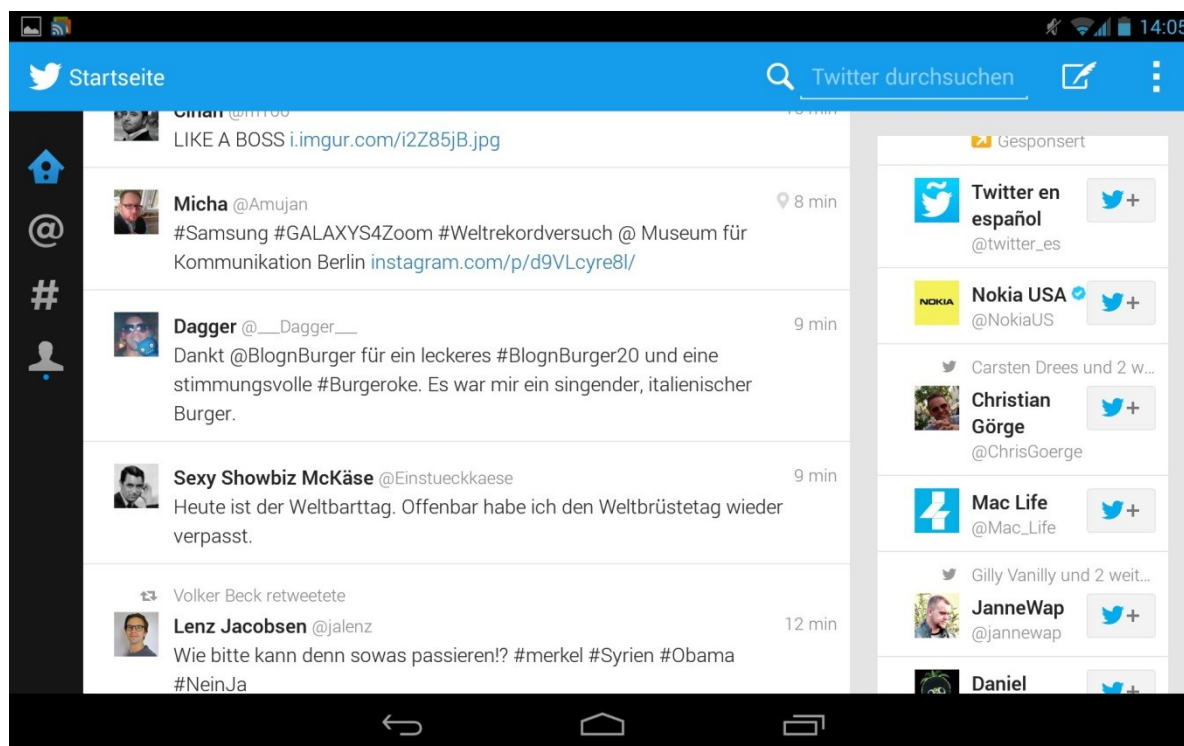 14:05
Startseite
Twitter durchsuchen
LIKE A BOSS i.imgur.com/i2Z85jB.jpg
Micha @Amujan
8 min
#Samsung #GALAXYS4Zoom #Weltrekordversuch @ Museum für
Kommunikation Berlin instagram.com/p/d9VLcyre8l/
Dagger @___Dagger___
9 min
Dankt @BlognBurger für ein leckeres #BlognBurger20 und eine
stimmungsvolle #Burgeroke. Es war mir ein singender, italienischer
Burger.
Sexy Showbiz McKäse @Einstueckkaese
9 min
Heute ist der Weltbarttag. Offenbar habe ich den Weltbrüstetag wieder
verpasst.
Volker Beck retweetete
Lenz Jacobsen @jalenz
12 min
Wie bitte kann denn sowas passieren!? #merkel #Syrien #Obama
#NeinJa
Gesponsert
Twitter en
español
@twitter_es
NOKIA
Nokia USA
@NokiaUS
Carsten Drees und 2 w...
Christian
Görge
@ChrisGoerge
Mac Life
@Mac_Life
Gilly Vanilly und 2 weit...
JanneWap
@jannewap
Daniel